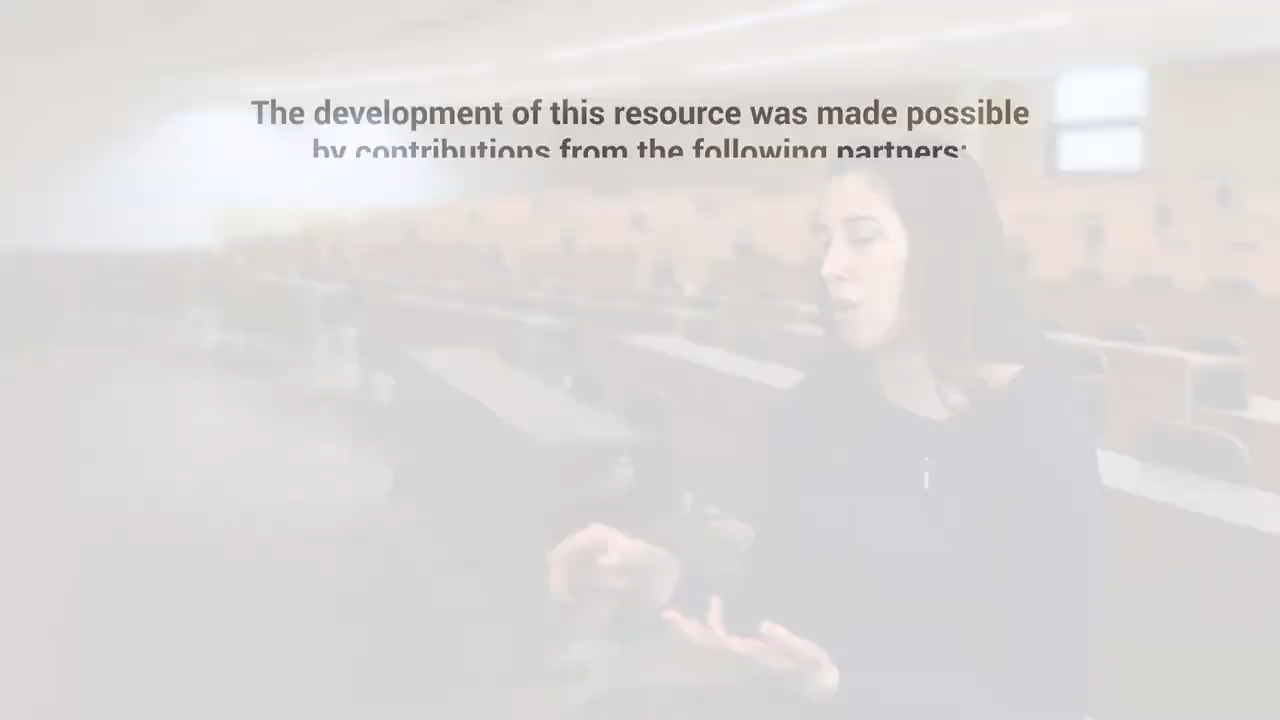 The development of this resource was made possible
by contributions from the following partners: